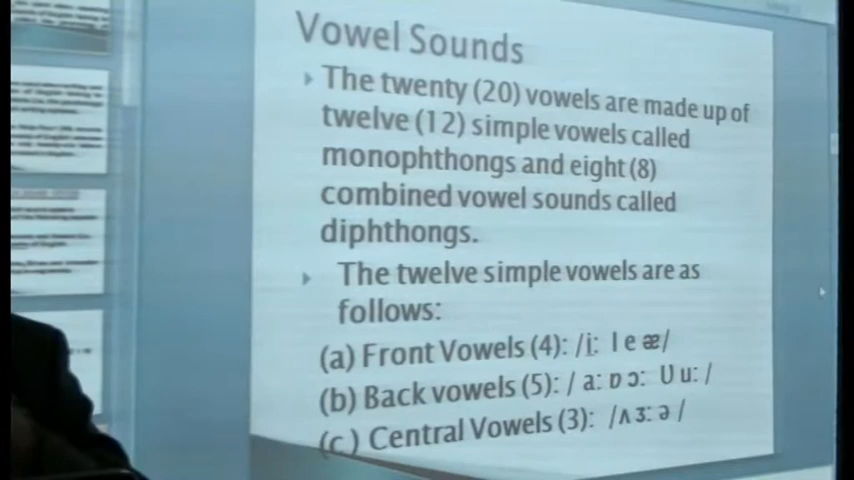 Vowel Sounds
The twenty (20) vowels are made up of
twelve (12) simple vowels called
monophthongs and eight (8)
combined vowel sounds called
diphthongs.
The twelve simple vowels are as
follows:
(a) Front Vowels (4): /i: I e æ/
(b) Back vowels (5): / a: ɒ ɔ: Ʊ u: /
(c) Central Vowels (3): /ʌ ɜ: ə /